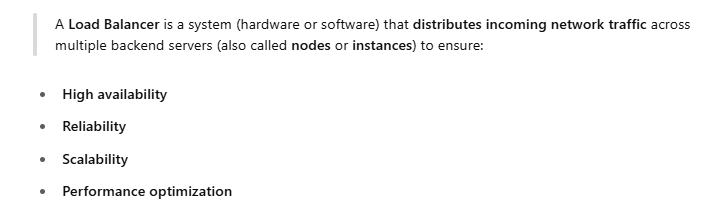 A Load Balancer is a system (hardware or software) that distributes incoming network traffic across
multiple backend servers (also called nodes or instances) to ensure:
• High availability
• Reliability
• Scalability
• Performance optimization